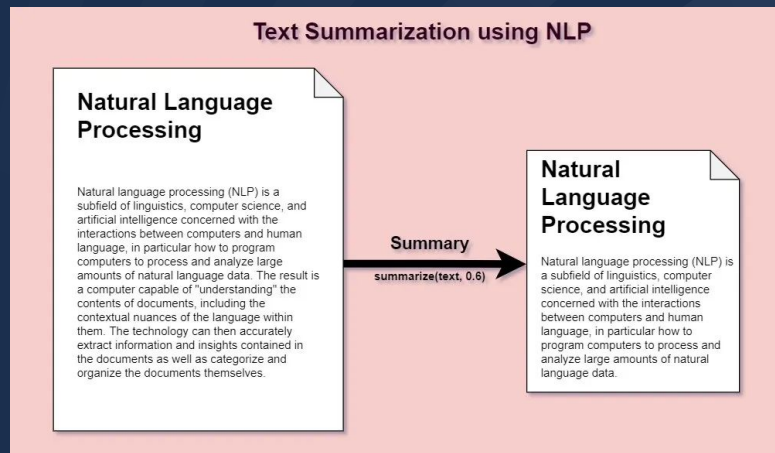 Text Summarization using NLP
Natural Language
Processing
Natural language processing (NLP) is a
subfield of linguistics, computer science, and
artificial intelligence concerned with the
interactions between computers and human
language, in particular how to program
computers to process and analyze large
amounts of natural language data. The result is
a computer capable of "understanding" the
contents of documents, including the
contextual nuances of the language within
them. The technology can then accurately
extract information and insights contained in
the documents as well as categorize and
organize the documents themselves.
Summary
summarize(text, 0.6)
Natural
Language
Processing
Natural language processing (NLP) is
a subfield of linguistics, computer
science, and artificial intelligence
concerned with the interactions
between computers and human
language, in particular how to
program computers to process and
analyze large amounts of natural
language data.